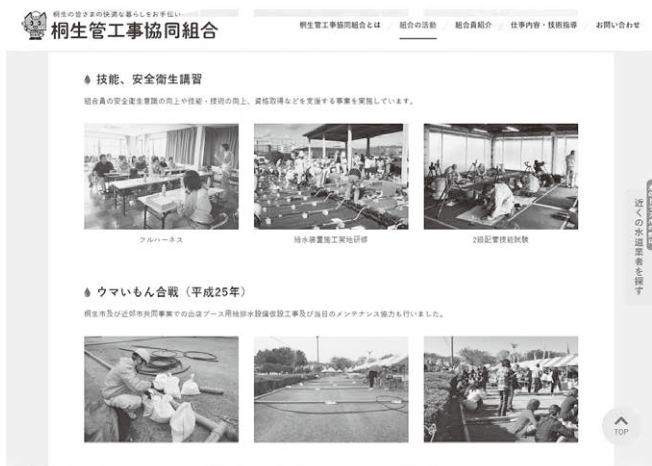 桐生の皆さまの快適な暮らしをお手伝い
桐生管工事協同組合
桐生管工事協同組合とは
組合の活動
組合員紹介
仕事内容・技術指導
お問い合わせ
技能、安全衛生講習
組合員の安全衛生意識の向上や技能・技術の向上、資格取得などを支援する事業を実施しています。
フルハーネス
給水装置施工実地研修
2級配管技能試験
ウマいもん合戦（平成25年）
桐生市及び近郊市共同事業での出店ブース用給排水設備仮設工事及び当日のメンテナンス協力も行いました。
近くの水道業者を探す
TOP